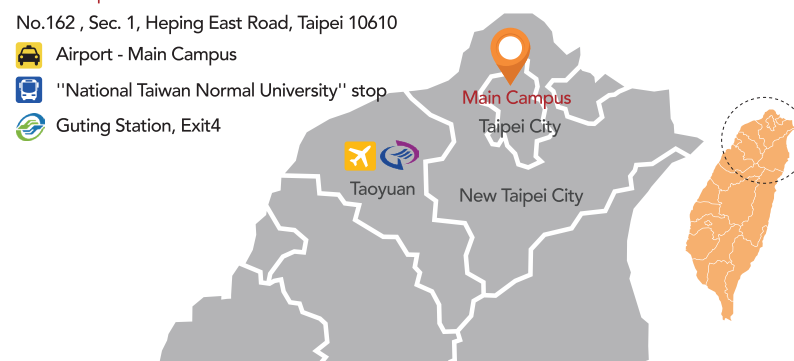 No.162 , Sec. 1, Heping East Road, Taipei 10610
Airport - Main Campus
''National Taiwan Normal University'' stop
Guting Station, Exit4
Main Campus
Taipei City
Taoyuan
New Taipei City